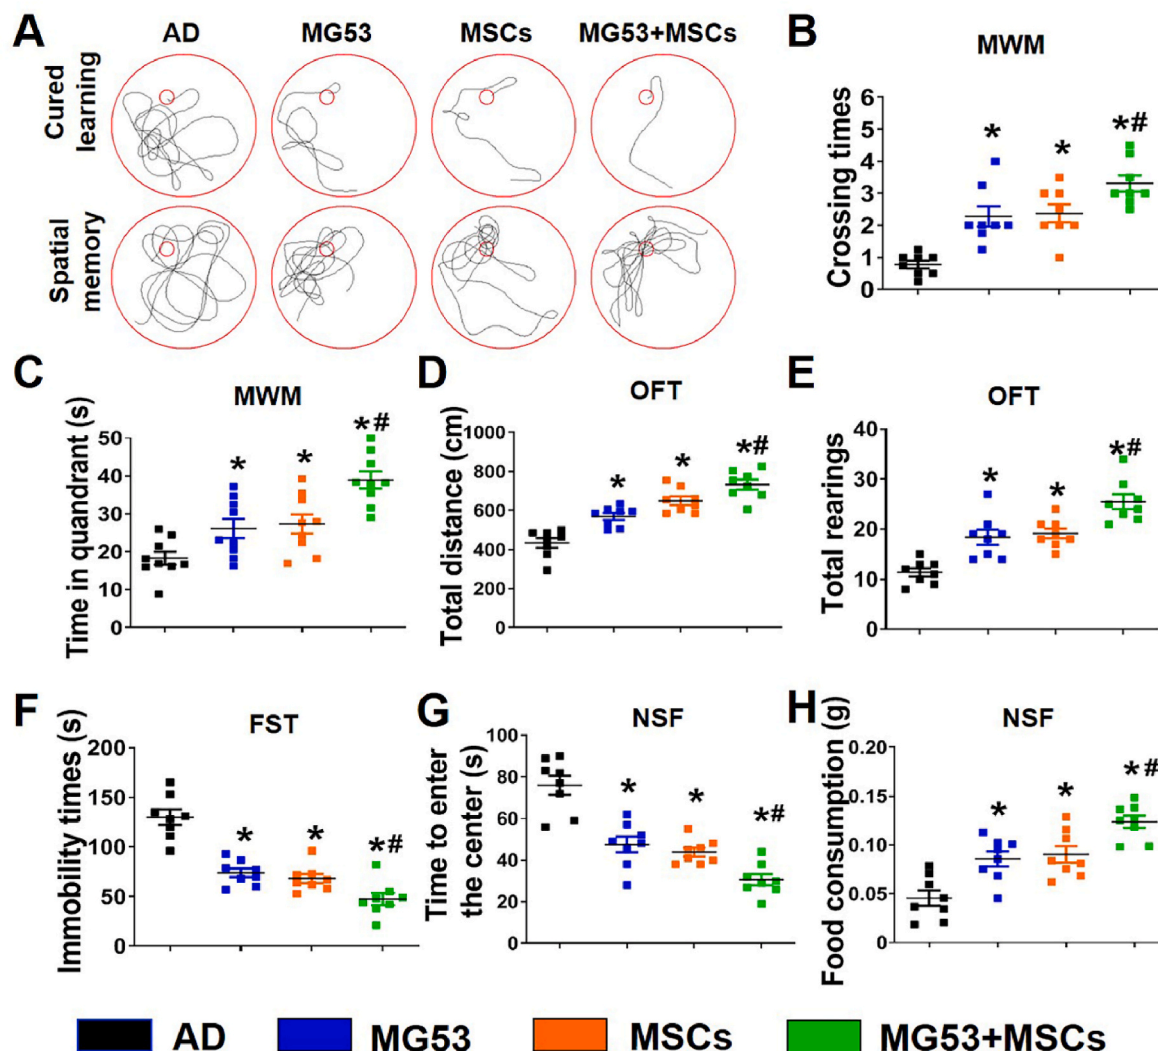 A
AD
MG53
MSCs
MG53+MSCs
Cured
learning
Spatial
memory
B
MWM
Crossing times
6
5
4
3
2
1
0
*
*
*#
C
MWM
Time in quadrant (s)
50
40
30
20
10
0
*
*
*#
D
OFT
Total distance (cm)
1000
800
600
400
200
0
*
*
*#
E
OFT
Total rearings
40
30
20
10
0
*
*
*#
F
FST
Immobility times (s)
200
150
100
50
0
*
*
*#
G
NSF
Time to enter
the center (s)
100
80
60
40
20
0
*
*
*#
H
NSF
Food consumption (g)
0.20
0.15
0.10
0.05
0
*
*
*#
AD
MG53
MSCs
MG53+MSCs